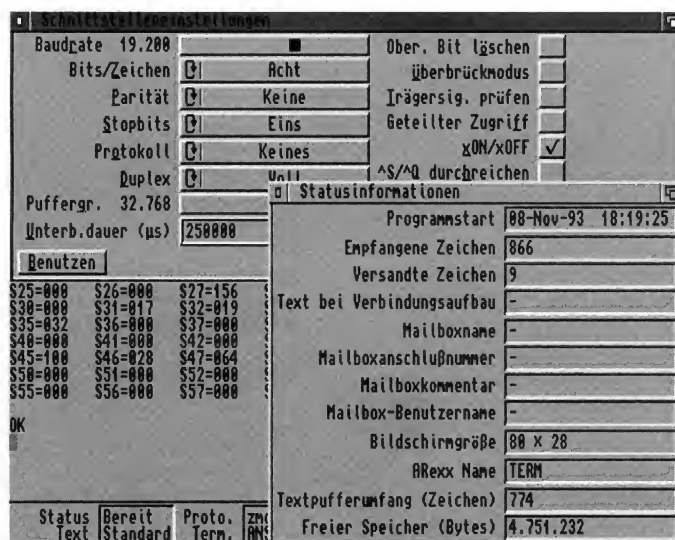 Schnittstelleneinstellungen
Baudrate 19.200
Bits/Zeichen Acht
Parität Keine
Stopbits Eins
Protokoll Keines
Duplex Voll
Puffergr. 32.768
Unterb.dauer (µs) 250000
Benutzen
Ober. Bit löschen
Überbrückmodus
Trägersig. prüfen
Geteilter Zugriff
xON/xOFF ✓
^S/^Q durchreichen
Statusinformationen
Programmstart 08-Nov-93 18:19:25
Empfangene Zeichen 866
Versandte Zeichen 9
Text bei Verbindungsaufbau -
Mailboxname -
Mailboxanschlußnummer -
Mailboxkommentar -
Mailbox-Benutzername -
Bildschirmgröße 80 × 28
ARexx Name TERM
Textpufferumfang (Zeichen) 774
Freier Speicher (Bytes) 4.751.232
S25=000 S26=000 S27=156
S30=000 S31=017 S32=019
S35=032 S36=000 S37=000
S40=000 S41=000 S42=000
S45=100 S46=028 S47=064
S50=000 S51=000 S52=000
S55=000 S56=000 S57=000
OK
Status Bereit Proto.
Text Standard Term.